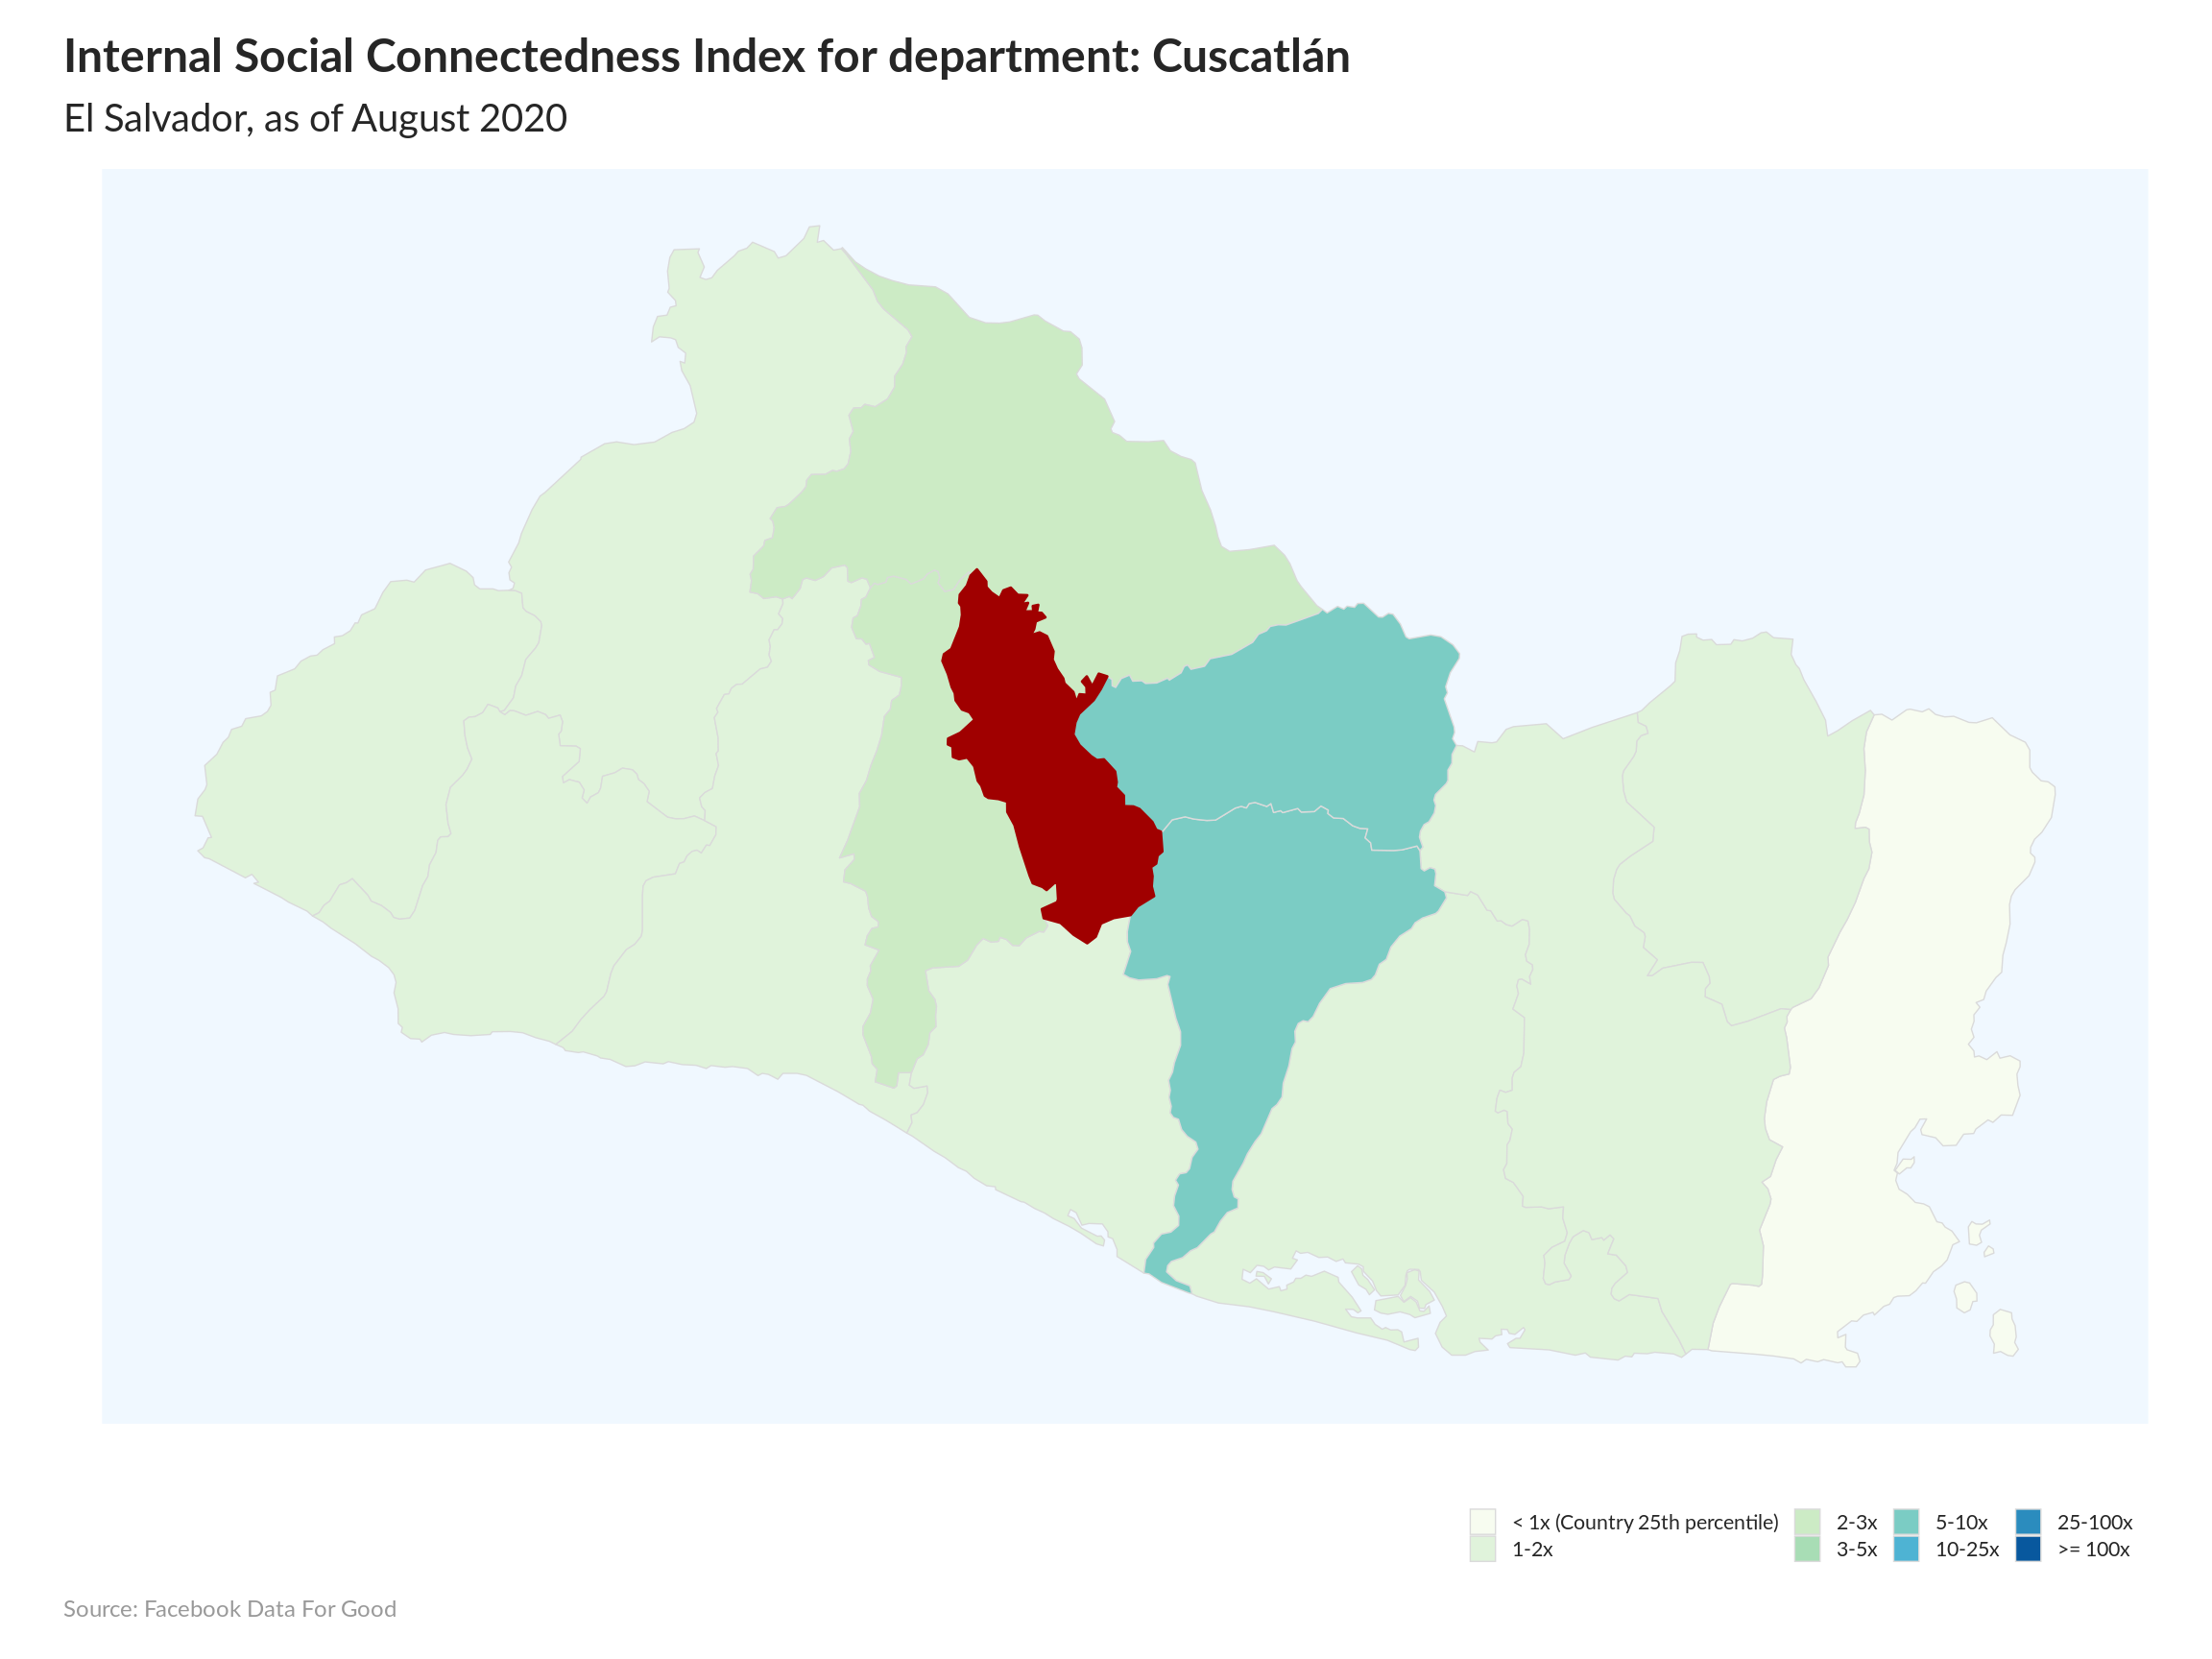 Internal Social Connectedness Index for department: Cuscatlán
El Salvador, as of August 2020
< 1x (Country 25th percentile)
1-2x
2-3x
3-5x
5-10x
10-25x
25-100x
>= 100x
Source: Facebook Data For Good